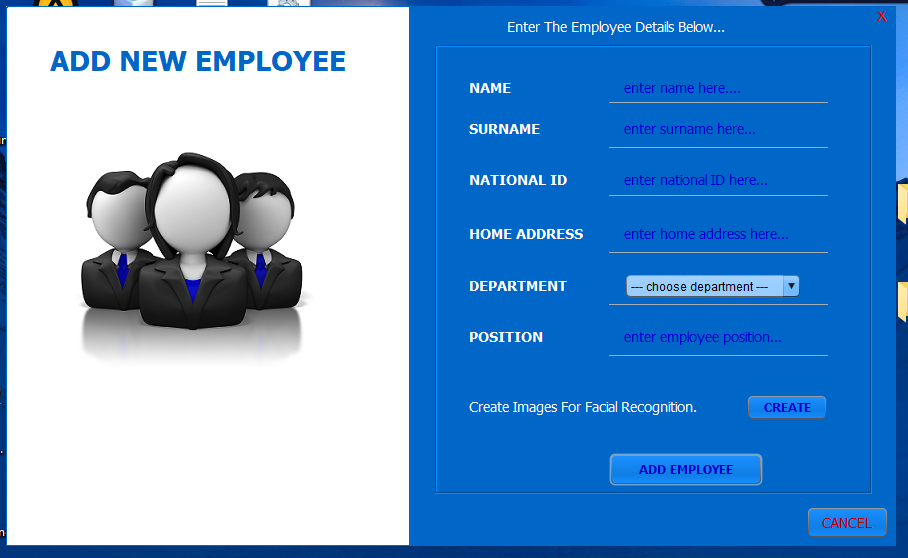 ADD NEW EMPLOYEE
Enter The Employee Details Below...
X
NAME enter name here....
SURNAME enter surname here...
NATIONAL ID enter national ID here...
HOME ADDRESS enter home address here...
DEPARTMENT --- choose department ---
POSITION enter employee position...
Create Images For Facial Recognition. CREATE
ADD EMPLOYEE
CANCEL